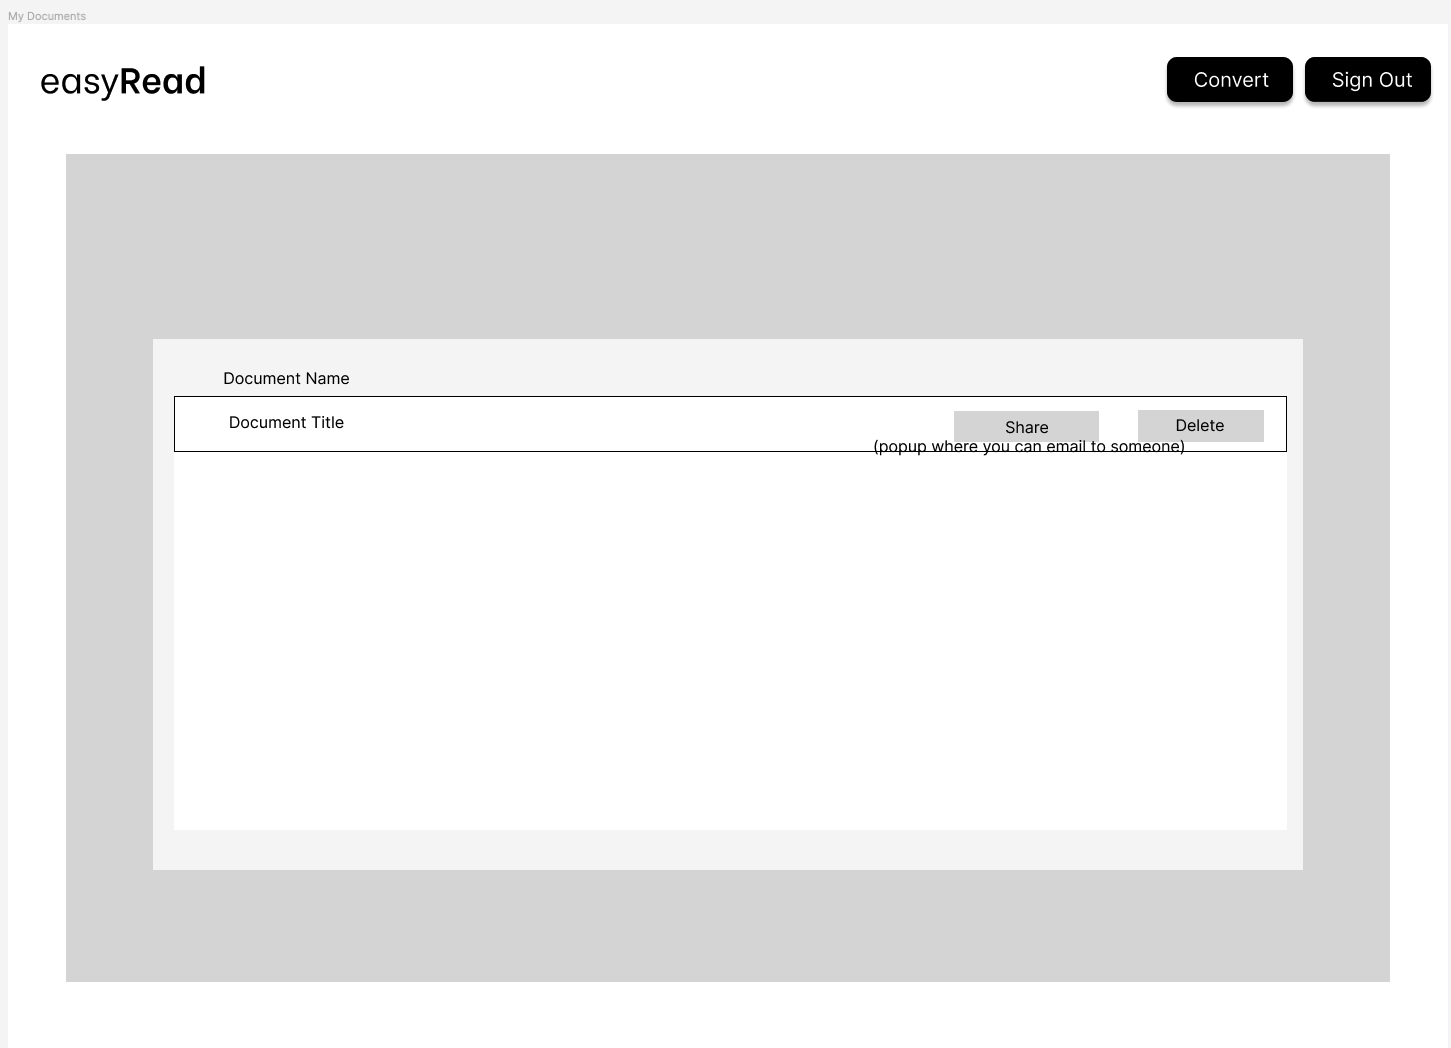 My Documents
easyRead
Convert
Sign Out
Document Name
Document Title
Share
Delete
(popup where you can email to someone)